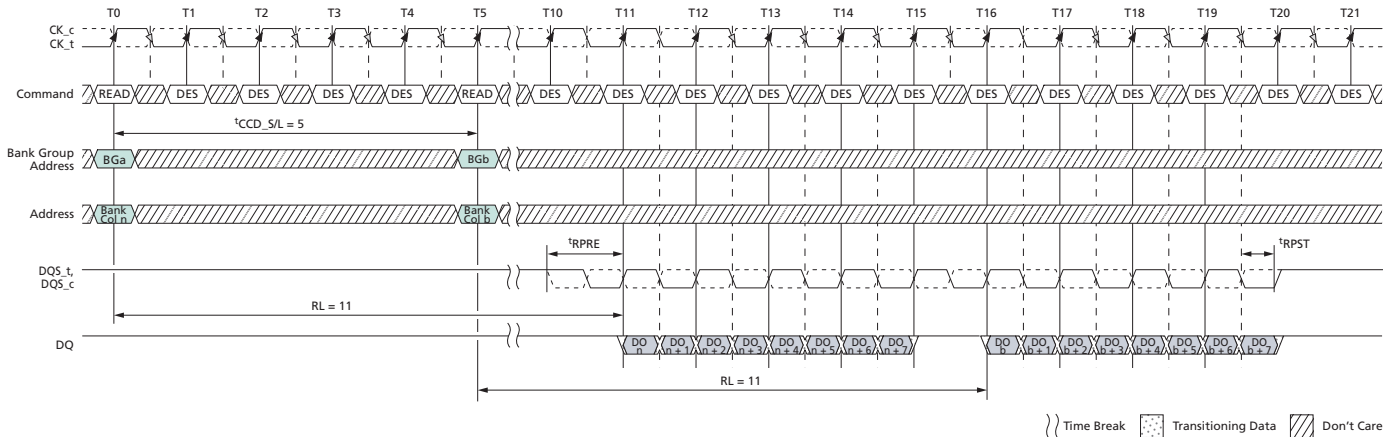 T0 T1 T2 T3 T4 T5 T10 T11 T12 T13 T14 T15 T16 T17 T18 T19 T20 T21
CK_c
CK_t
Command READ DES DES DES DES READ DES DES DES DES DES DES DES DES DES DES DES DES
tCCD_S/L = 5
Bank Group
Address
BGa BGb
Address
Bank
Col n
Bank
Col b
tRPRE tRPST
DQS_t,
DQS_c
RL = 11
DQ
DO
n
DO
n + 1
DO
n + 2
DO
n + 3
DO
n + 4
DO
n + 5
DO
n + 6
DO
n + 7
DO
b
DO
b + 1
DO
b + 2
DO
b + 3
DO
b + 4
DO
b + 5
DO
b + 6
DO
b + 7
RL = 11
Time Break Transitioning Data Don't Care